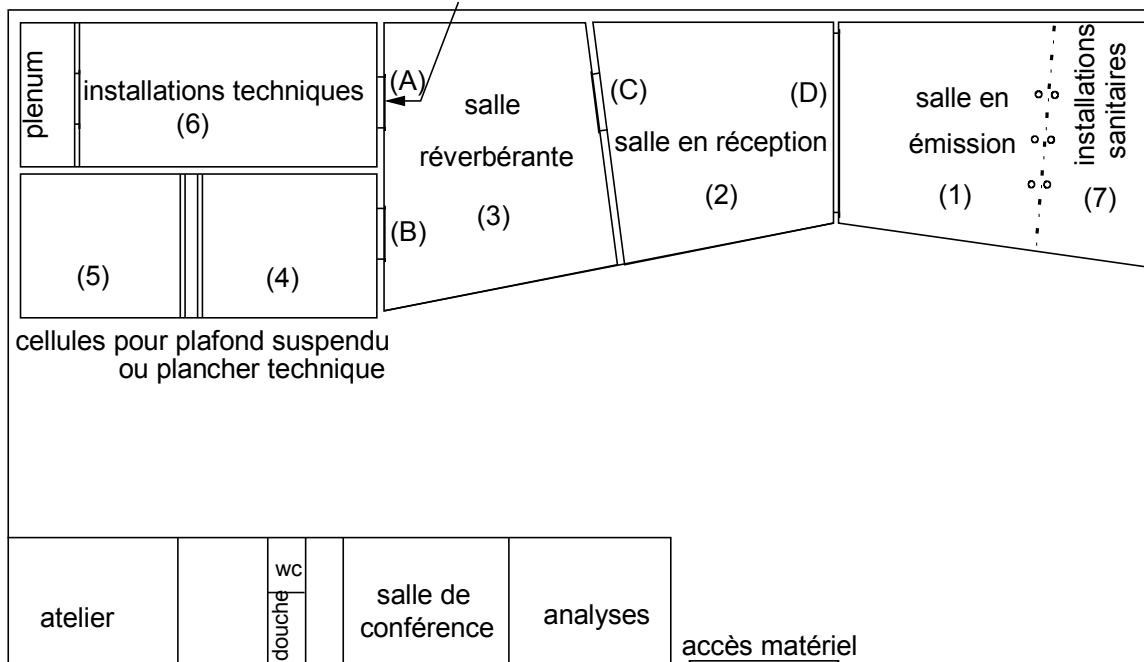 plenum
installations techniques
(6)
(A)
salle
réverbérante
(3)
(B)
(C)
salle en réception
(2)
(D)
salle en
émission
(1)
installations
sanitaires
(7)
(5)
(4)
cellules pour plafond suspendu
ou plancher technique
atelier
wc
douche
salle de
conférence
analyses
accès matériel